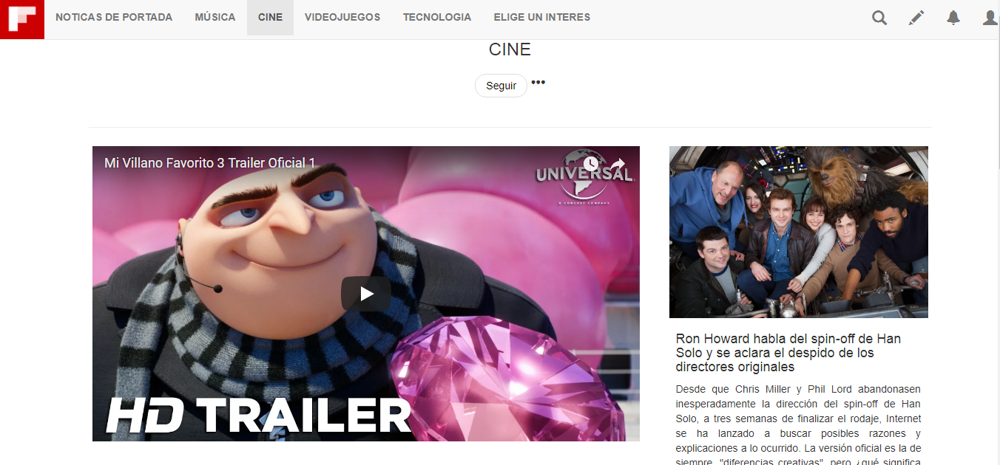 NOTICAS DE PORTADA MÚSICA CINE VIDEOJUEGOS TECNOLOGIA ELIGE UN INTERES
CINE
Seguir
Mi Villano Favorito 3 Trailer Oficial 1
UNIVERSAL
A COMCAST COMPANY
HD TRAILER
Ron Howard habla del spin-off de Han
Solo y se aclara el despido de los
directores originales
Desde que Chris Miller y Phil Lord abandonasen
inesperadamente la dirección del spin-off de Han
Solo, a tres semanas de finalizar el rodaje, Internet
se ha lanzado a buscar posibles razones y
explicaciones a lo ocurrido. La versión oficial es la de
siempre, "diferencias creativas", pero ¿qué significa